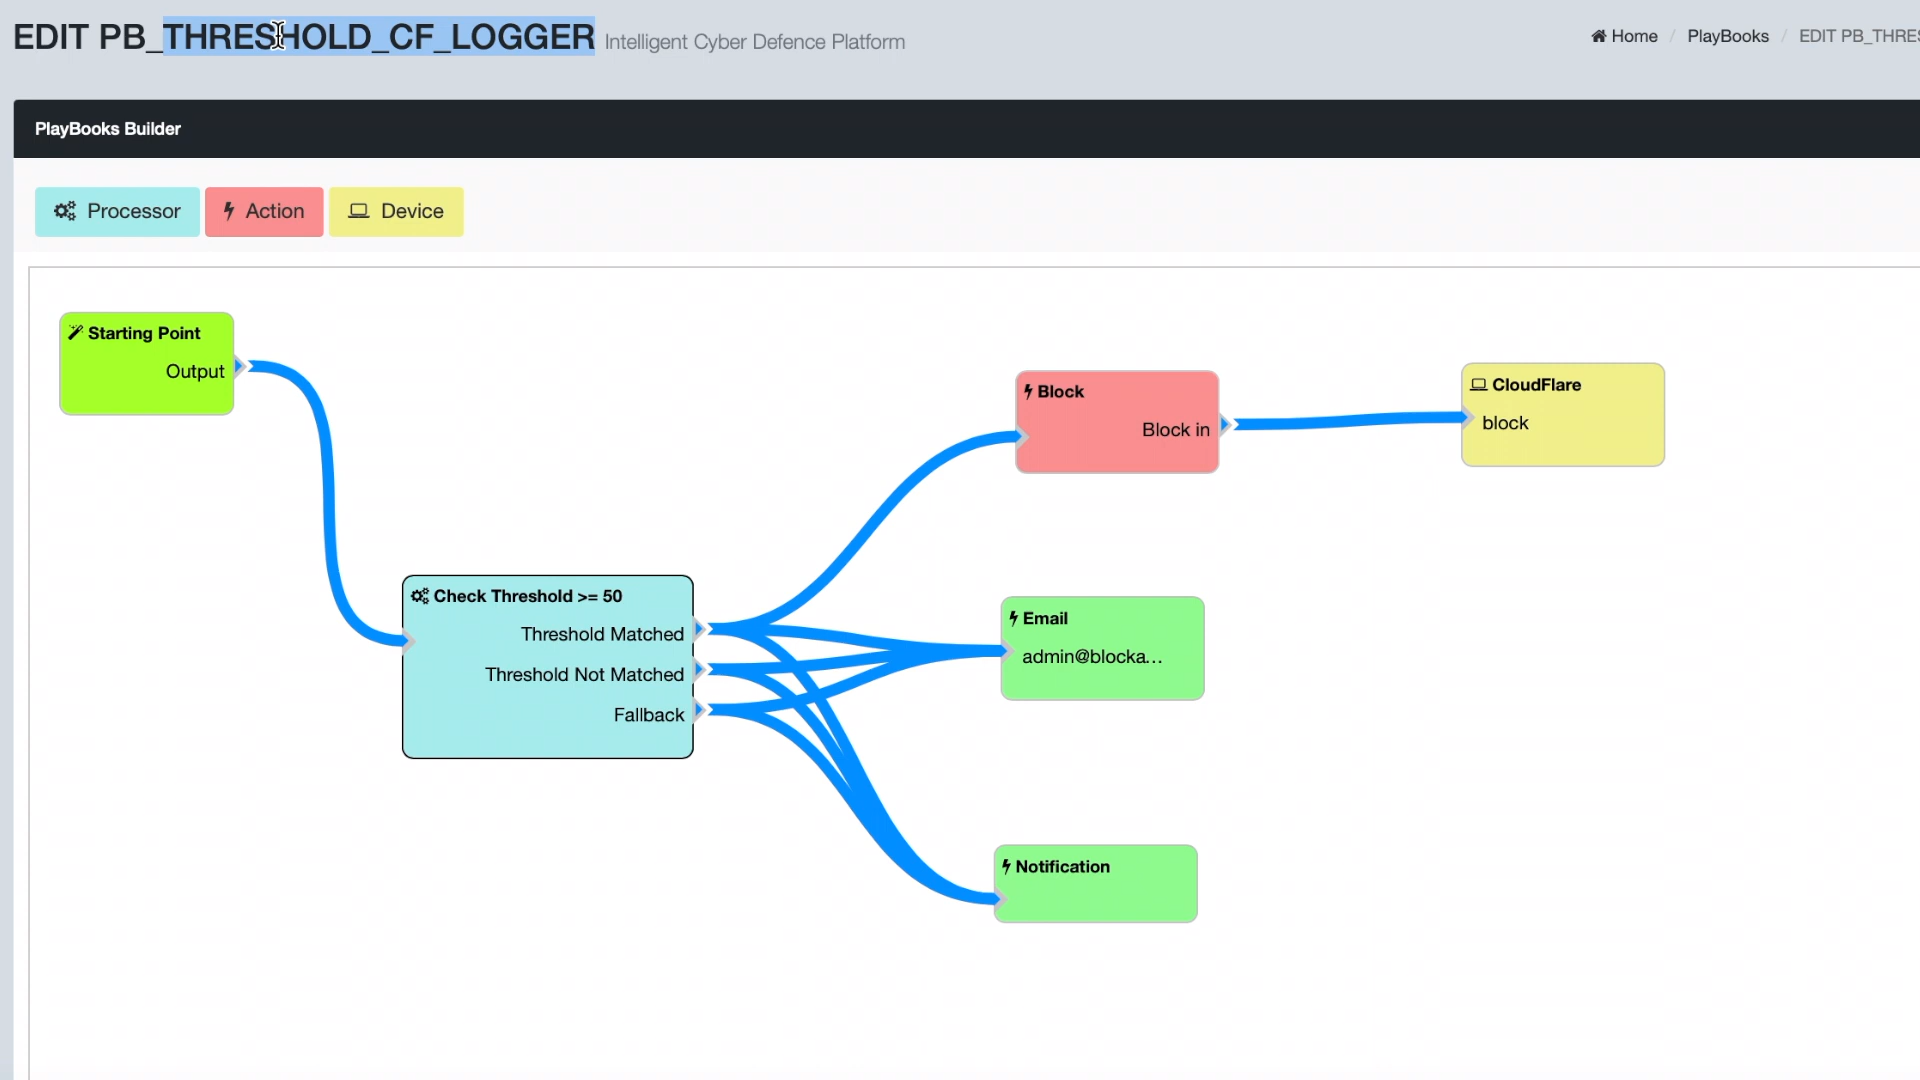 EDIT PB_THRESHOLD_CF_LOGGER Intelligent Cyber Defence Platform
Home / PlayBooks / EDIT PB_THRES
PlayBooks Builder
Processor
Action
Device
Starting Point
Output
Block
Block in
CloudFlare
block
Check Threshold >= 50
Threshold Matched
Threshold Not Matched
Fallback
Email
admin@blocka...
Notification